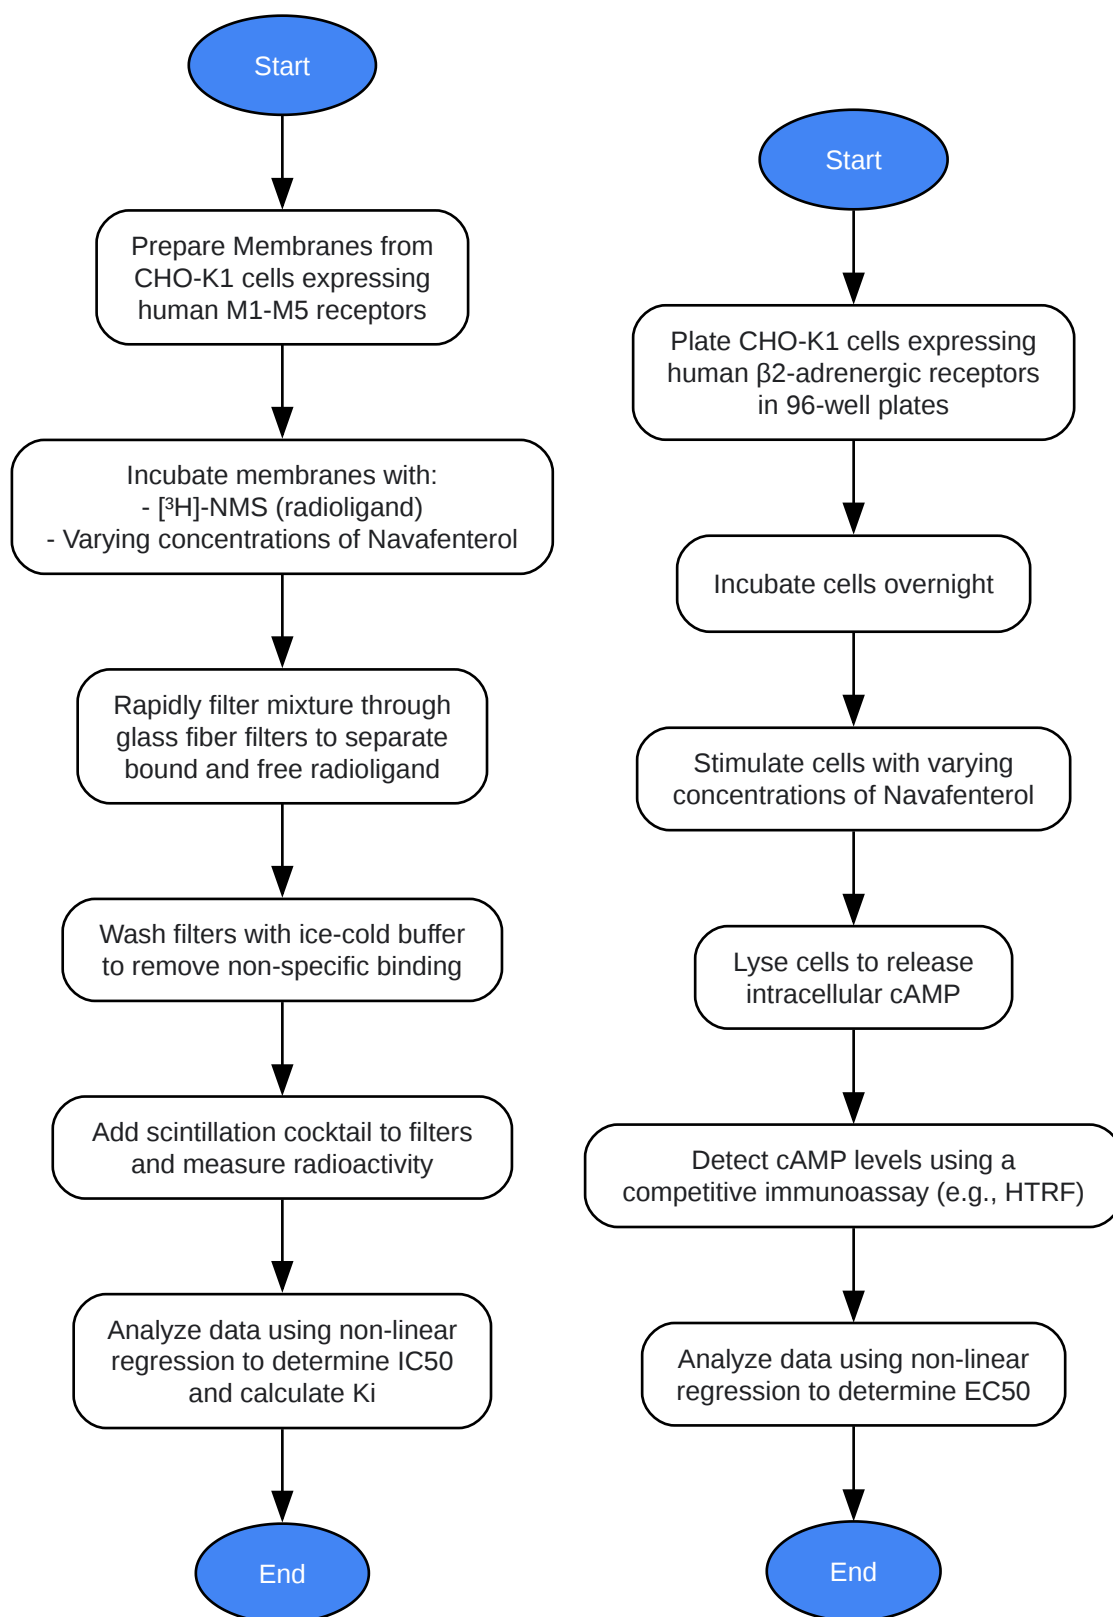 Start
Prepare Membranes from
CHO-K1 cells expressing
human M1-M5 receptors
Incubate membranes with:
- [³H]-NMS (radioligand)
- Varying concentrations of Navafenterol
Rapidly filter mixture through
glass fiber filters to separate
bound and free radioligand
Wash filters with ice-cold buffer
to remove non-specific binding
Add scintillation cocktail to filters
and measure radioactivity
Analyze data using non-linear
regression to determine IC50
and calculate Ki
End
Start
Plate CHO-K1 cells expressing
human β2-adrenergic receptors
in 96-well plates
Incubate cells overnight
Stimulate cells with varying
concentrations of Navafenterol
Lyse cells to release
intracellular cAMP
Detect cAMP levels using a
competitive immunoassay (e.g., HTRF)
Analyze data using non-linear
regression to determine EC50
End